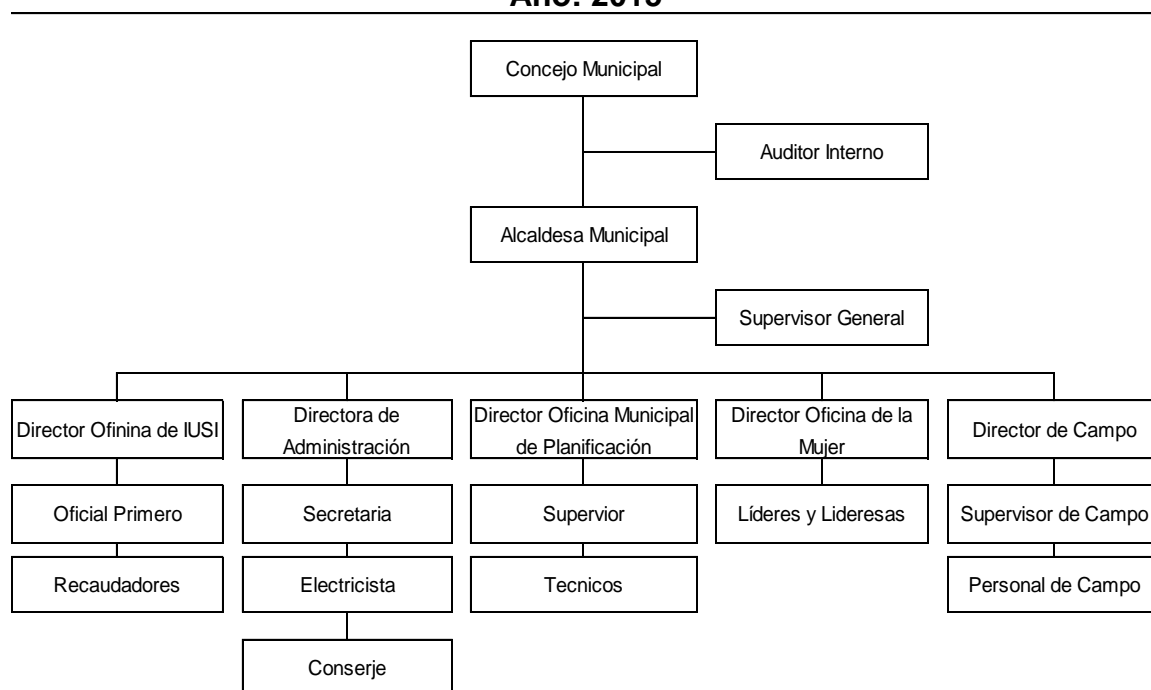 Concejo Municipal
Auditor Interno
Alcaldesa Municipal
Supervisor General
Director Ofinina de IUSI
Directora de
Administración
Director Oficina Municipal
de Planificación
Director Oficina de la
Mujer
Director de Campo
Oficial Primero
Secretaria
Supervior
Líderes y Lideresas
Supervisor de Campo
Recaudadores
Electricista
Tecnicos
Personal de Campo
Conserje